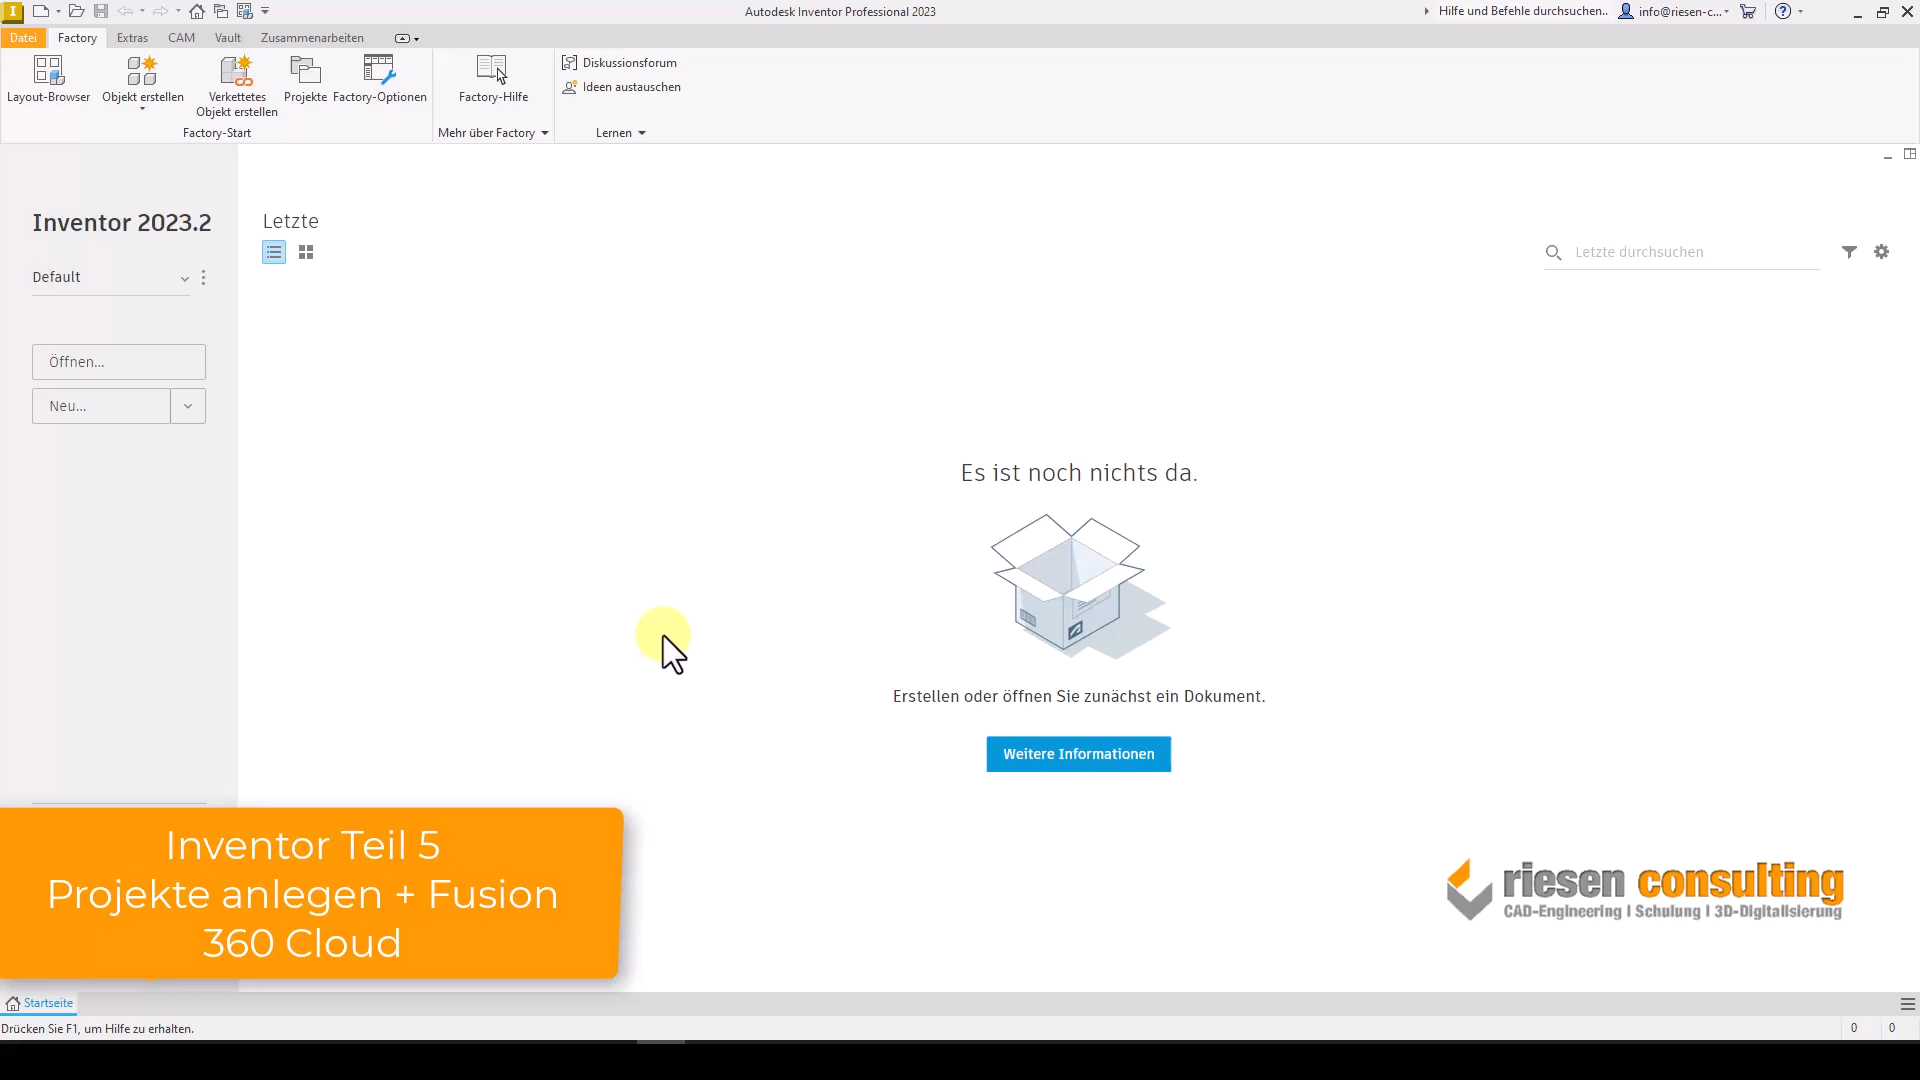 Autodesk Inventor Professional 2023
Hilfe und Befehle durchsuchen..
info@riesen-c...
Datei
Factory
Extras
CAM
Vault
Zusammenarbeiten
Layout-Browser
Objekt erstellen
Verkettetes
Objekt erstellen
Projekte
Factory-Optionen
Factory-Hilfe
Diskussionsforum
Ideen austauschen
Factory-Start
Mehr über Factory
Lernen
Inventor 2023.2
Default
Öffnen...
Neu...
Letzte
Letzte durchsuchen
Es ist noch nichts da.
Erstellen oder öffnen Sie zunächst ein Dokument.
Weitere Informationen
Inventor Teil 5
Projekte anlegen + Fusion
360 Cloud
riesen consulting
CAD-Engineering I Schulung I 3D-Digitalisierung
Startseite
Drücken Sie F1, um Hilfe zu erhalten.
0
0